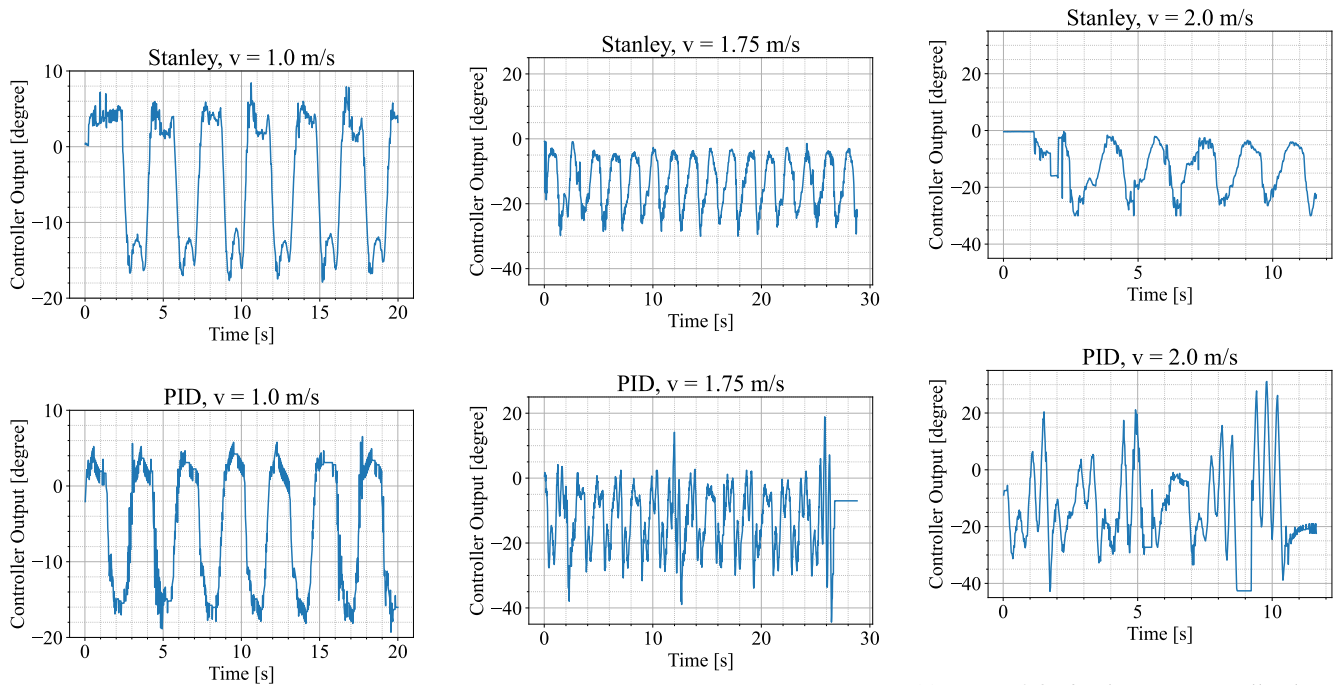 Stanley, v = 1.0 m/s
Controller Output [degree]
10
0
−10
−20
0 5 10 15 20
Time [s]
Stanley, v = 1.75 m/s
Controller Output [degree]
20
0
−20
−40
0 10 20 30
Time [s]
Stanley, v = 2.0 m/s
Controller Output [degree]
20
0
−20
−40
0 5 10
Time [s]
PID, v = 1.0 m/s
Controller Output [degree]
10
0
−10
−20
0 5 10 15 20
Time [s]
PID, v = 1.75 m/s
Controller Output [degree]
20
0
−20
−40
0 10 20 30
Time [s]
PID, v = 2.0 m/s
Controller Output [degree]
20
0
−20
−40
0 5 10
Time [s]